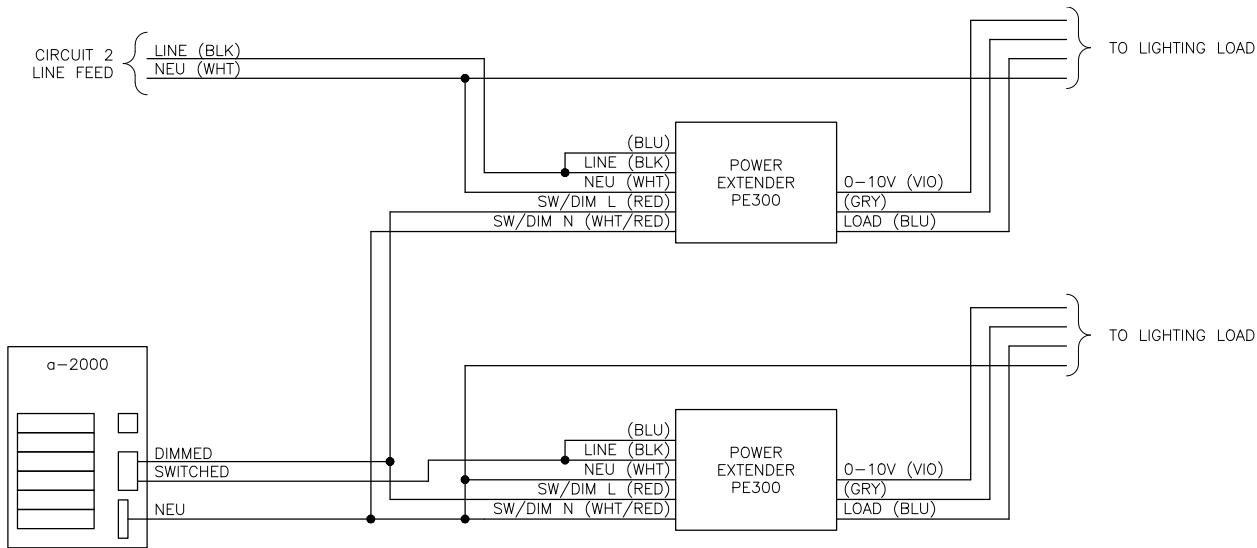 CIRCUIT 2
LINE FEED
LINE (BLK)
NEU (WHT)
TO LIGHTING LOAD
(BLU)
LINE (BLK)
NEU (WHT)
SW/DIM L (RED)
SW/DIM N (WHT/RED)
POWER
EXTENDER
PE300
0-10V (VIO)
(GRY)
LOAD (BLU)
TO LIGHTING LOAD
a-2000
DIMMED
SWITCHED
NEU
(BLU)
LINE (BLK)
NEU (WHT)
SW/DIM L (RED)
SW/DIM N (WHT/RED)
POWER
EXTENDER
PE300
0-10V (VIO)
(GRY)
LOAD (BLU)